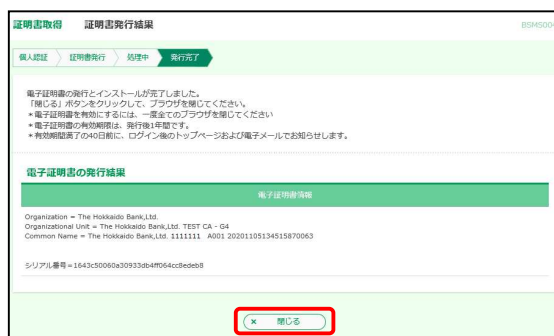 証明書取得 証明書発行結果 BSMS004
個人認証 証明書発行 処理中 発行完了
電子証明書の発行とインストールが完了しました。
「閉じる」ボタンをクリックして、ブラウザを閉じてください。
*電子証明書を有効にするには、一度全てのブラウザを閉じてください
*電子証明書の有効期限は、発行後1年間です。
*有効期間満了の40日前に、ログイン後のトップページおよび電子メールでお知らせします。
電子証明書の発行結果
電子証明書情報
Organization = The Hokkaido Bank,Ltd.
Organizational Unit = The Hokkaido Bank,Ltd. TEST CA - G4
Common Name = The Hokkaido Bank,Ltd. 1111111 A001 20201105134515870063
シリアル番号=1643c50060a30933db4ff064cc8edeb8
× 閉じる